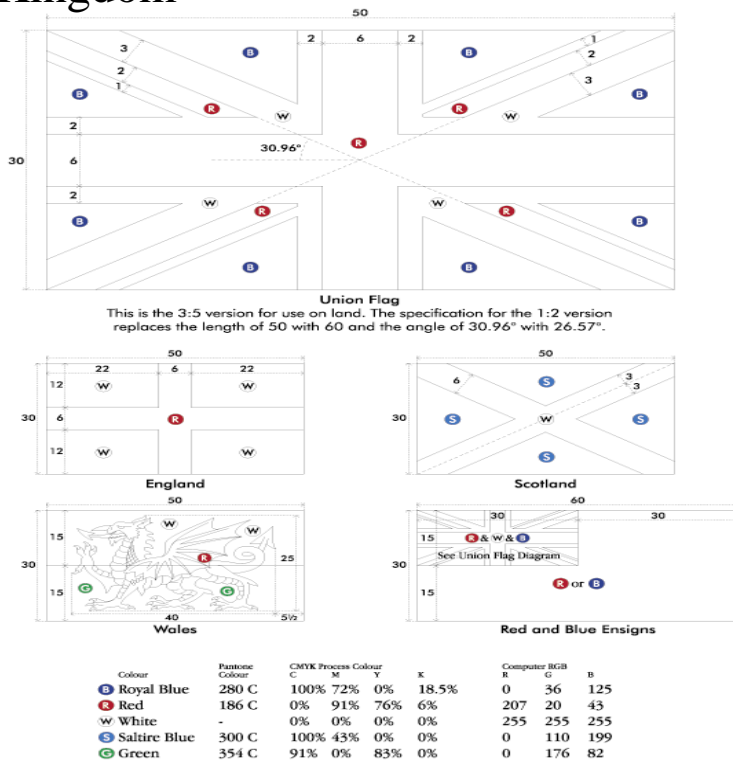 Kingdom
50
2 6 2
3
2
1
1
2
3
B
B
B
B
R
W
R
W
2
6
2
30
30.96°
R
W
R
W
R
B
B
B
B
Union Flag
This is the 3:5 version for use on land. The specification for the 1:2 version
replaces the length of 50 with 60 and the angle of 30.96° with 26.57°.
50
22 6 22
12
6
12
30
W W
R
W W
England
50
6
3
3
30
S
S W S
S
Scotland
50
15
30
15
W
W
R
G
G
25
40
5½
Wales
60
30 30
15
30
15
R & W & B
See Union Flag Diagram
R or B
Red and Blue Ensigns
Pantone CMYK Process Colour Computer RGB
Colour Colour C M Y K R G B
B Royal Blue 280 C 100% 72% 0% 18.5% 0 36 125
R Red 186 C 0% 91% 76% 6% 207 20 43
W White - 0% 0% 0% 0% 255 255 255
S Saltire Blue 300 C 100% 43% 0% 0% 0 110 199
G Green 354 C 91% 0% 83% 0% 0 176 82